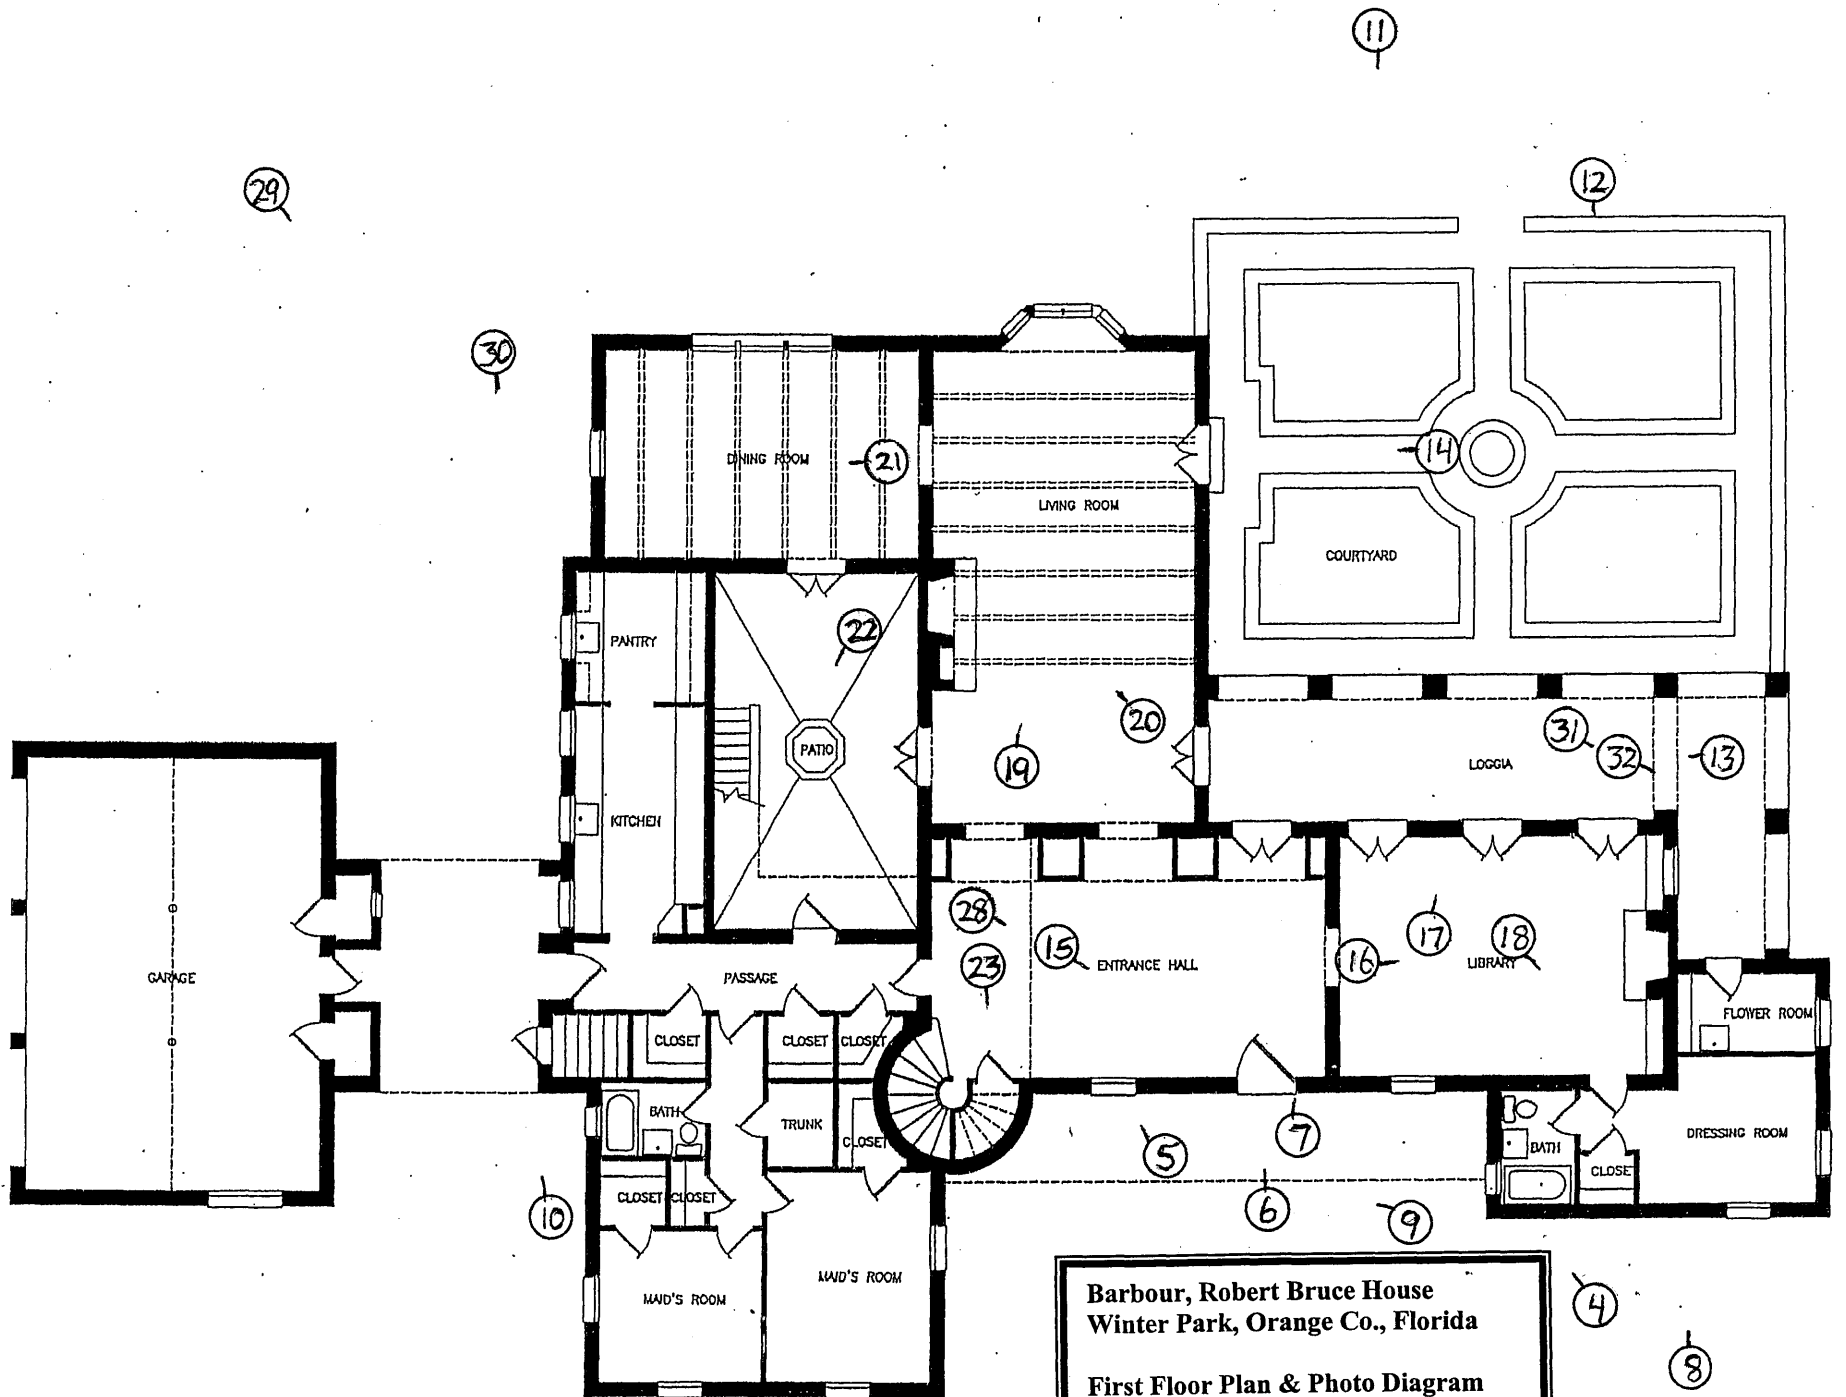 11
29
12
30
DINING ROOM
21
14
LIVING ROOM
COURTYARD
22
PANTRY
20
31
32
13
PATIO
19
LOGGIA
KITCHEN
28
17
18
15
16
23
ENTRANCE HALL
LIBRARY
GARAGE
PASSAGE
FLOWER ROOM
CLOSET
CLOSET
CLOSET
BATH
TRUNK
CLOSET
7
5
DRESSING ROOM
BATH
CLOSE
CLOSET
CLOSET
10
6
9
MAID'S ROOM
MAID'S ROOM
4
8
Barbour, Robert Bruce House
Winter Park, Orange Co., Florida
First Floor Plan & Photo Diagram